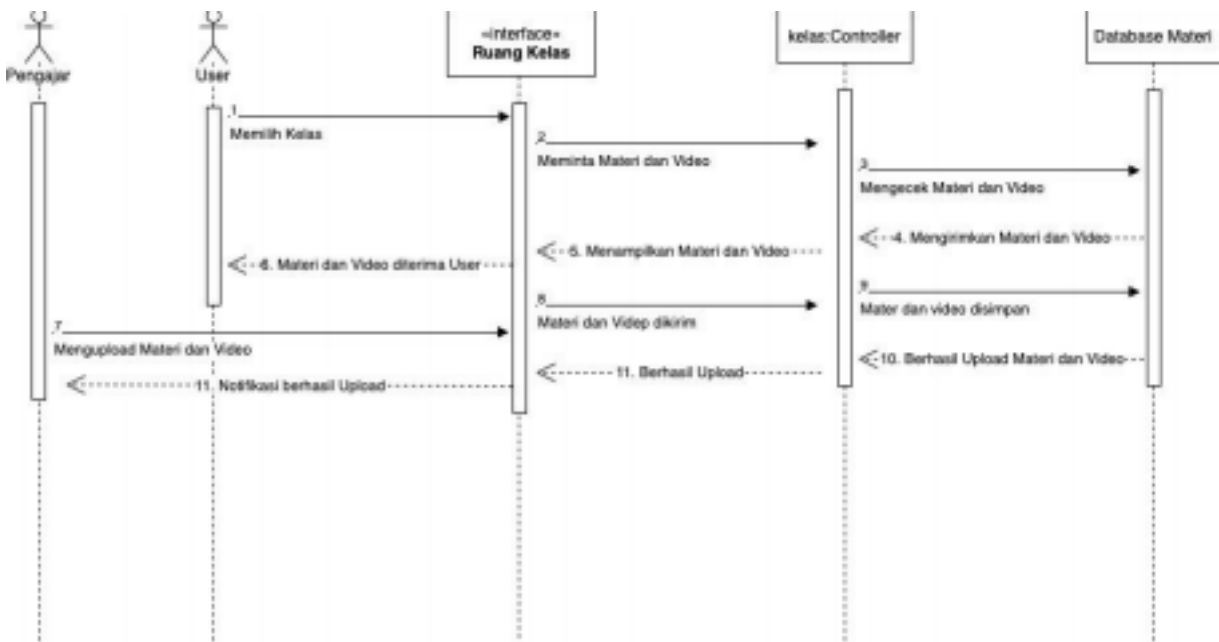 «interface»
Ruang Kelas
kelas:Controller
Database Materi
Pengajar
User
1
Memilih Kelas
2
Meminta Materi dan Video
3
Mengecek Materi dan Video
4. Mengirimkan Materi dan Video
5. Menampilkan Materi dan Video
6. Materi dan Video diterima User
7
Mengupload Materi dan Video
8
Materi dan Videp dikirim
9
Mater dan video disimpan
10. Berhasil Upload Materi dan Video
11. Berhasil Upload
11. Notifikasi berhasil Upload